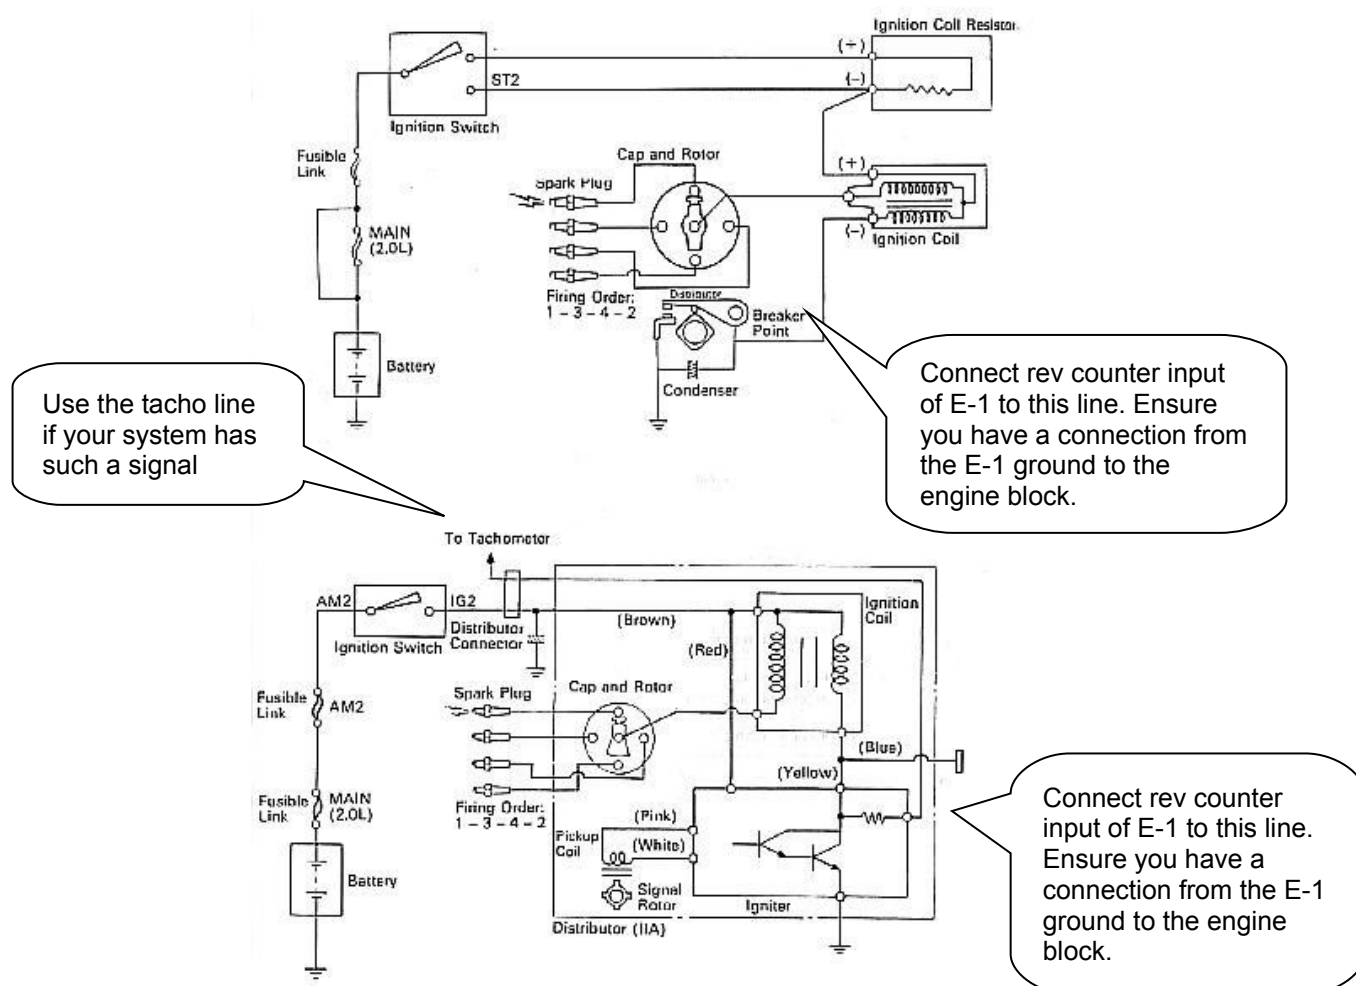 Ignition Coil Resistor
(+)
(-)
ST2
Ignition Switch
Fusible
Link
Cap and Rotor
(+)
Spark Plug
(-)
Ignition Coil
MAIN
(2.0L)
Firing Order:
1 – 3 – 4 – 2
Distributor
Breaker
Point
Battery
Condenser
Connect rev counter input
of E-1 to this line. Ensure
you have a connection from
the E-1 ground to the
engine block.
Use the tacho line
if your system has
such a signal
To Tachometer
AM2
IG2
Ignition Switch
Distributor
Connector
(Brown)
Ignition
Coil
(Red)
Fusible
Link
AM2
Spark Plug
Cap and Rotor
(Blue)
(Yellow)
Fusible
Link
MAIN
(2.0L)
Firing Order:
1 – 3 – 4 – 2
(Pink)
Pickup
Coil
(White)
Battery
Signal
Rotor
Igniter
Distributor (IIA)
Connect rev counter
input of E-1 to this line.
Ensure you have a
connection from the E-1
ground to the engine
block.